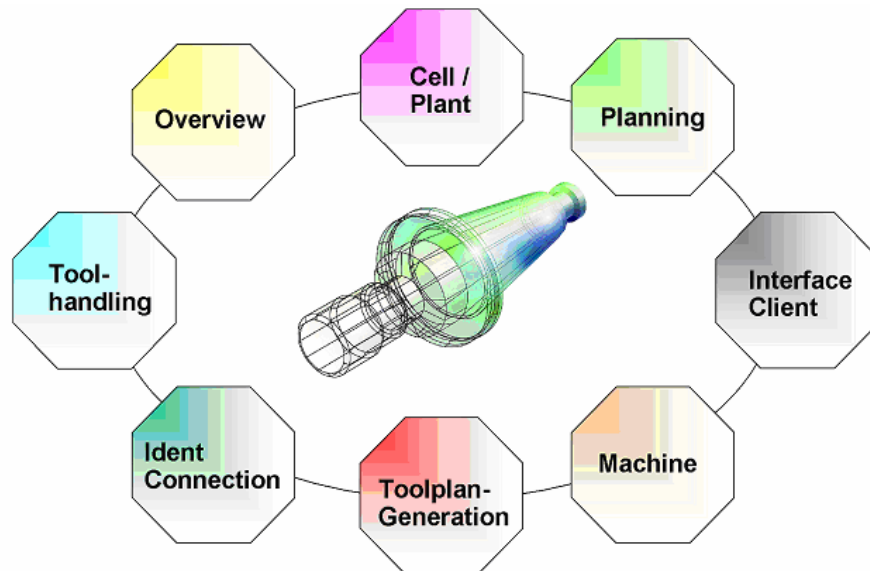 Cell /
Plant
Overview
Planning
Tool-
handling
Interface
Client
Ident
Connection
Machine
Toolplan-
Generation